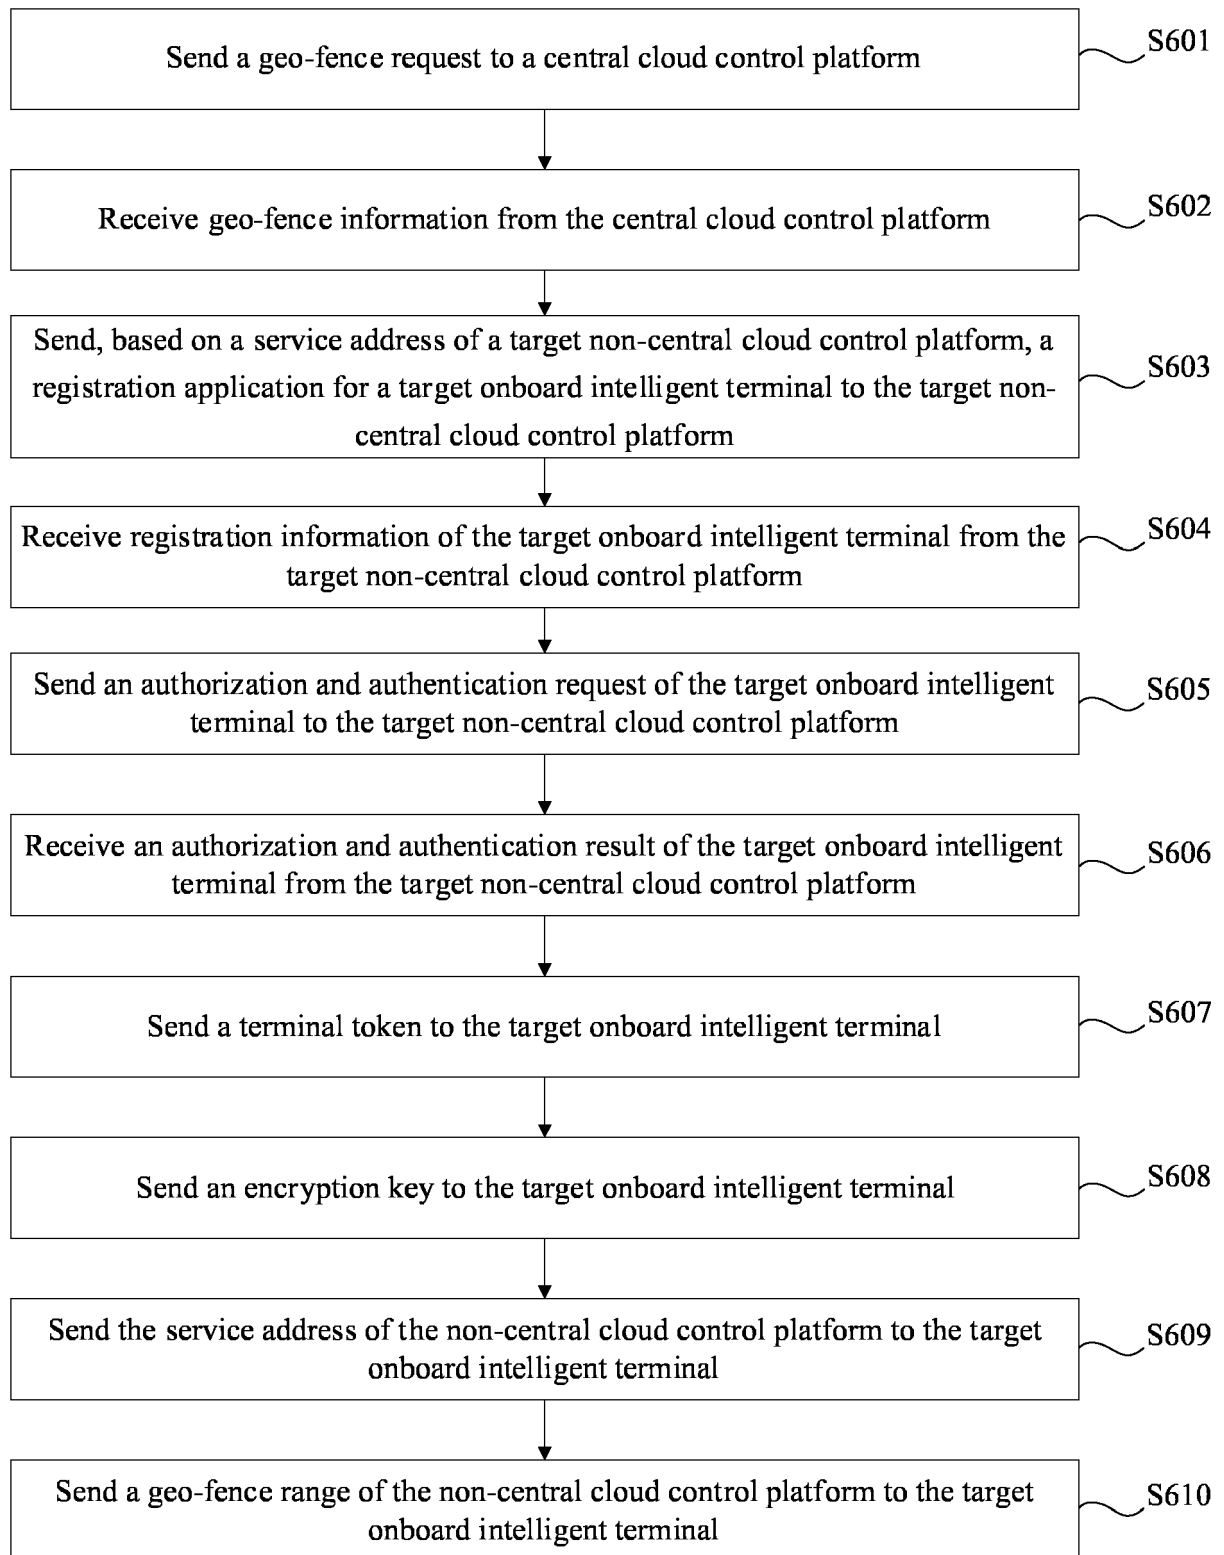 Send a geo-fence request to a central cloud control platform
S601
Receive geo-fence information from the central cloud control platform
S602
Send, based on a service address of a target non-central cloud control platform, a
registration application for a target onboard intelligent terminal to the target non-
central cloud control platform
S603
Receive registration information of the target onboard intelligent terminal from the
target non-central cloud control platform
S604
Send an authorization and authentication request of the target onboard intelligent
terminal to the target non-central cloud control platform
S605
Receive an authorization and authentication result of the target onboard intelligent
terminal from the target non-central cloud control platform
S606
Send a terminal token to the target onboard intelligent terminal
S607
Send an encryption key to the target onboard intelligent terminal
S608
Send the service address of the non-central cloud control platform to the target
onboard intelligent terminal
S609
Send a geo-fence range of the non-central cloud control platform to the target
onboard intelligent terminal
S610